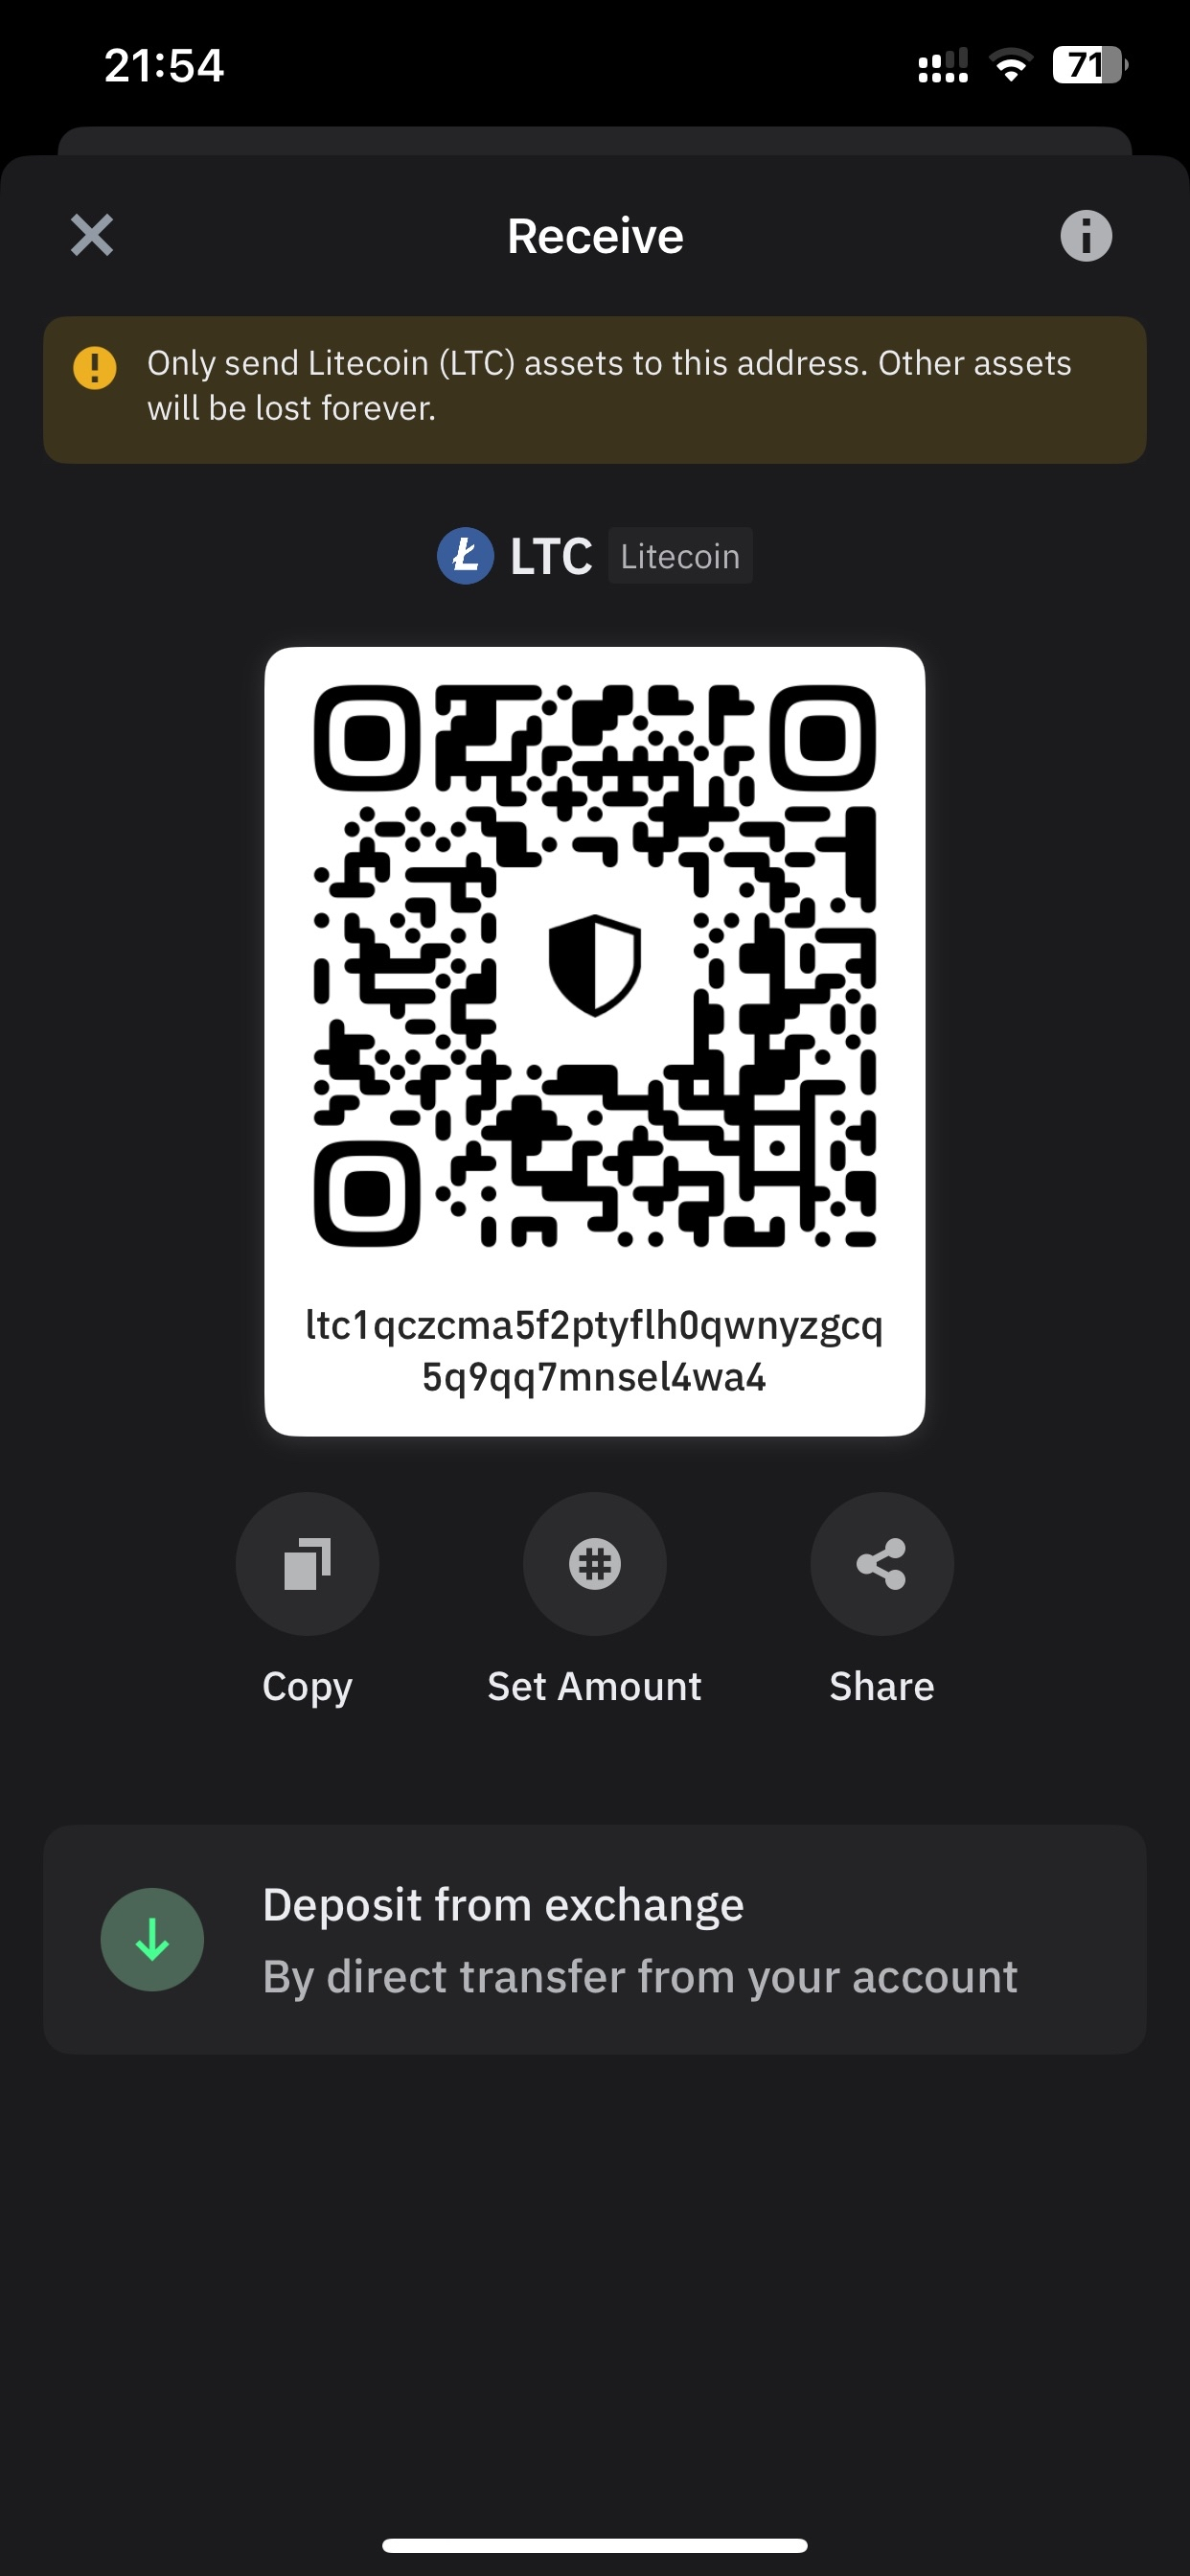 21:54
71
Receive
Only send Litecoin (LTC) assets to this address. Other assets
will be lost forever.
LTC Litecoin
ltc1qczcma5f2ptyflh0qwnyzgcq
5q9qq7mnsel4wa4
Copy Set Amount Share
Deposit from exchange
By direct transfer from your account